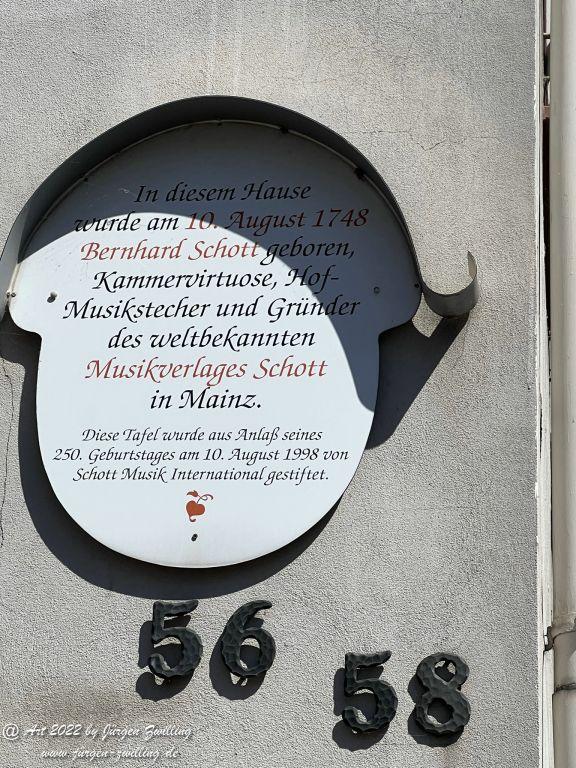 In diesem Hause
wurde am 10. August 1748
Bernhard Schott geboren,
Kammervirtuose, Hof-
Musikstecher und Gründer
des weltbekannten
Musikverlages Schott
in Mainz.
Diese Tafel wurde aus Anlaß seines
250. Geburtstages am 10. August 1998 von
Schott Musik International gestiftet.
56
58
@ Art 2022 by Jürgen Zwilling
www.jürgen-zwilling.de